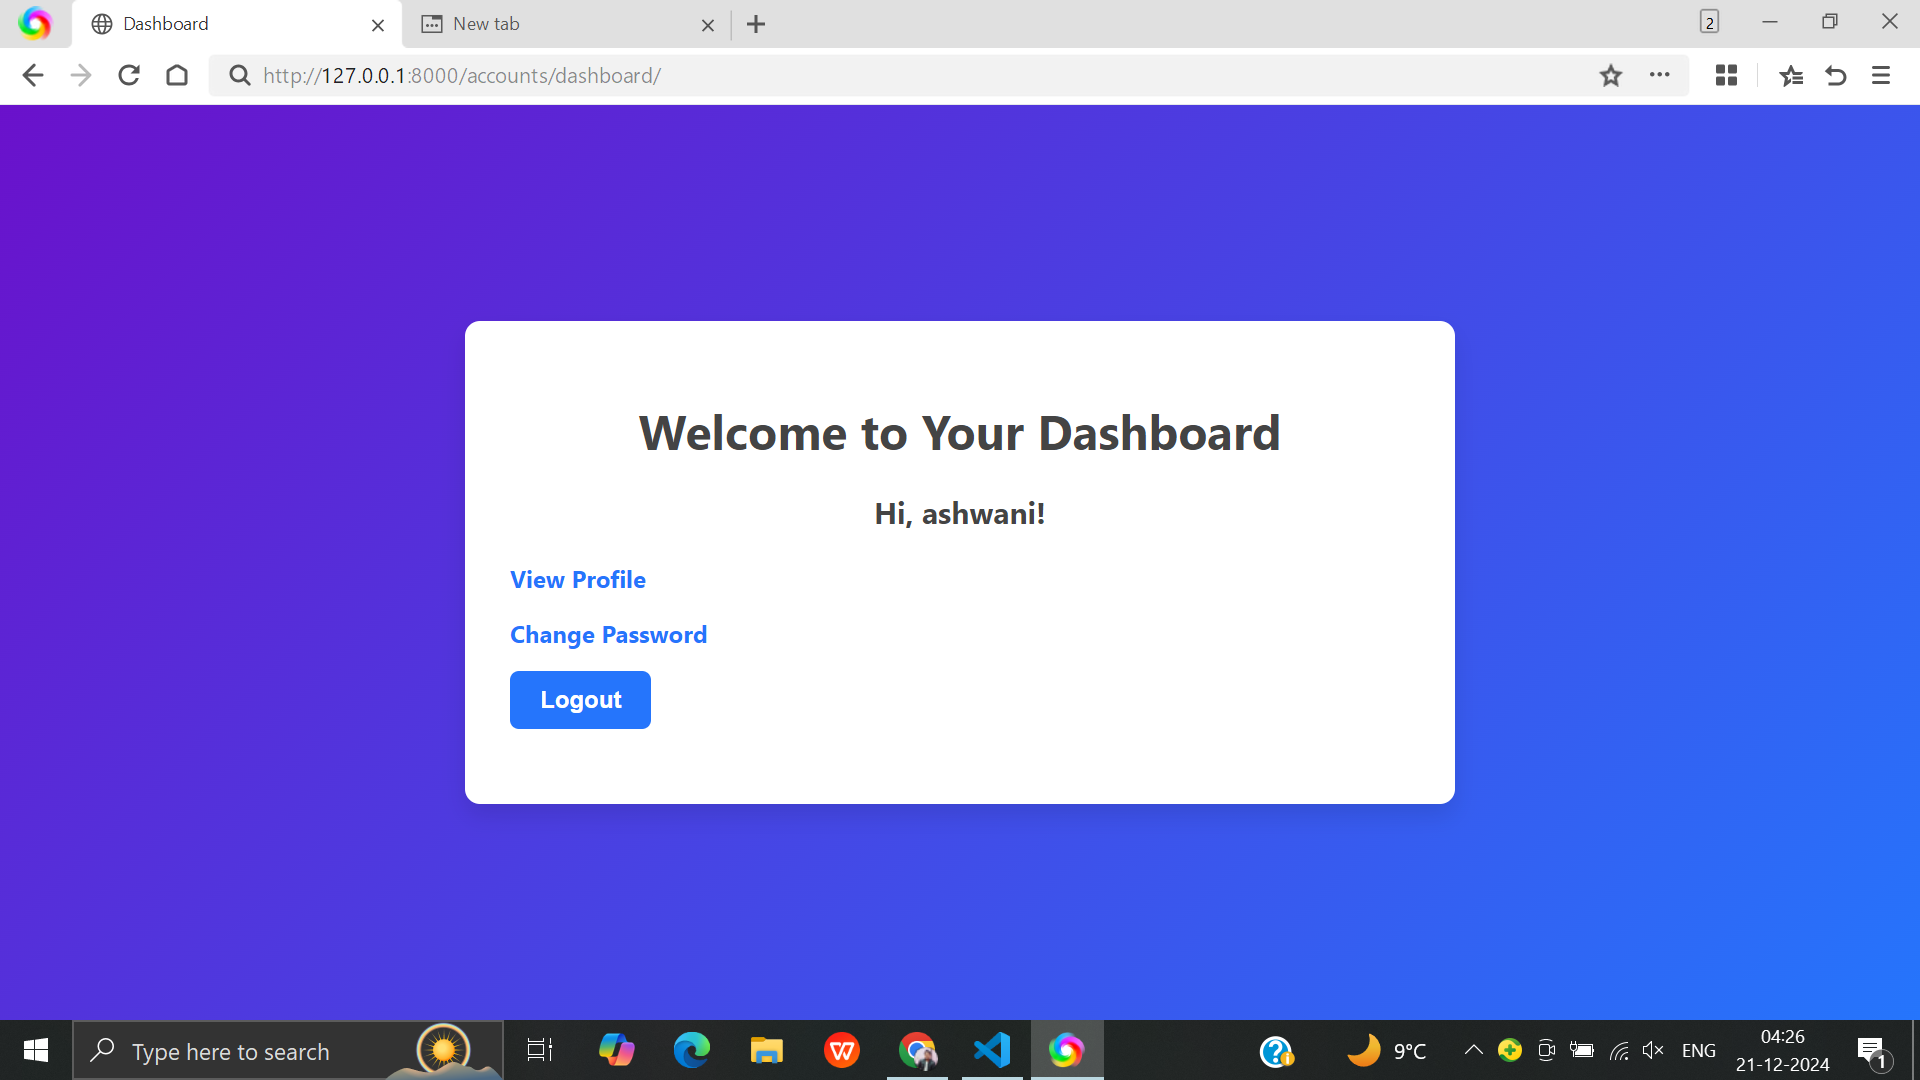 Dashboard
New tab
2
http://127.0.0.1:8000/accounts/dashboard/
Welcome to Your Dashboard
Hi, ashwani!
View Profile
Change Password
Logout
Type here to search
W
9°C
ENG
04:26
21-12-2024
1